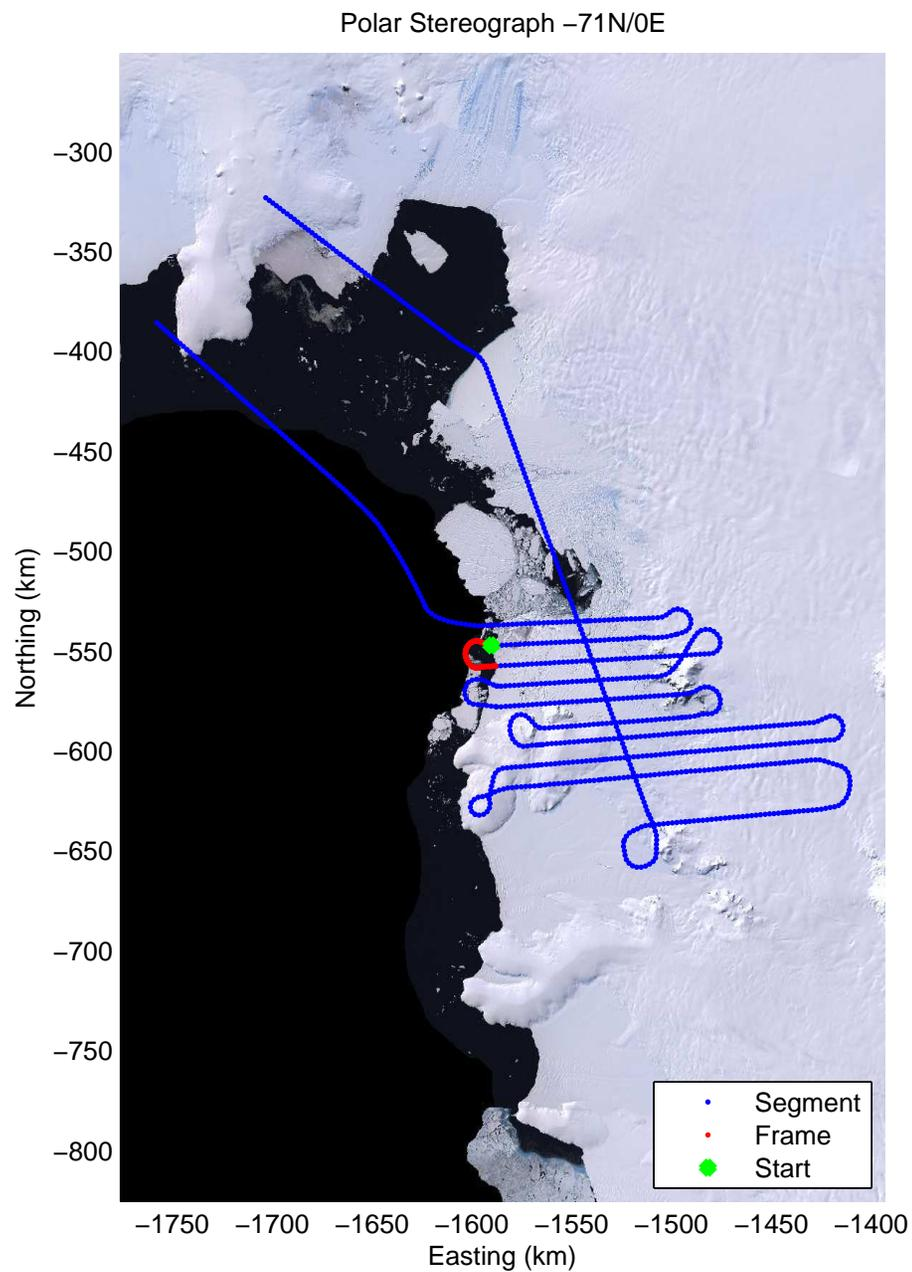 Polar Stereograph −71N/0E
−300
−350
−400
−450
−500
−550
−600
−650
−700
−750
−800
Northing (km)
Segment
Frame
Start
−1750 −1700 −1650 −1600 −1550 −1500 −1450 −1400
Easting (km)